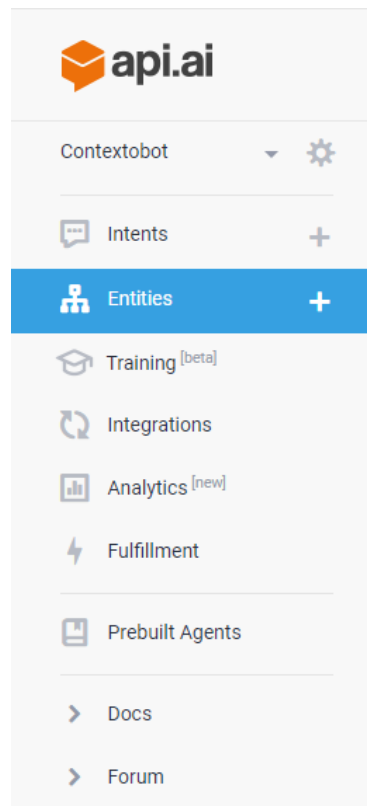 api.ai
Contextobot
Intents
Entities
Training [beta]
Integrations
Analytics [new]
Fulfillment
Prebuilt Agents
Docs
Forum